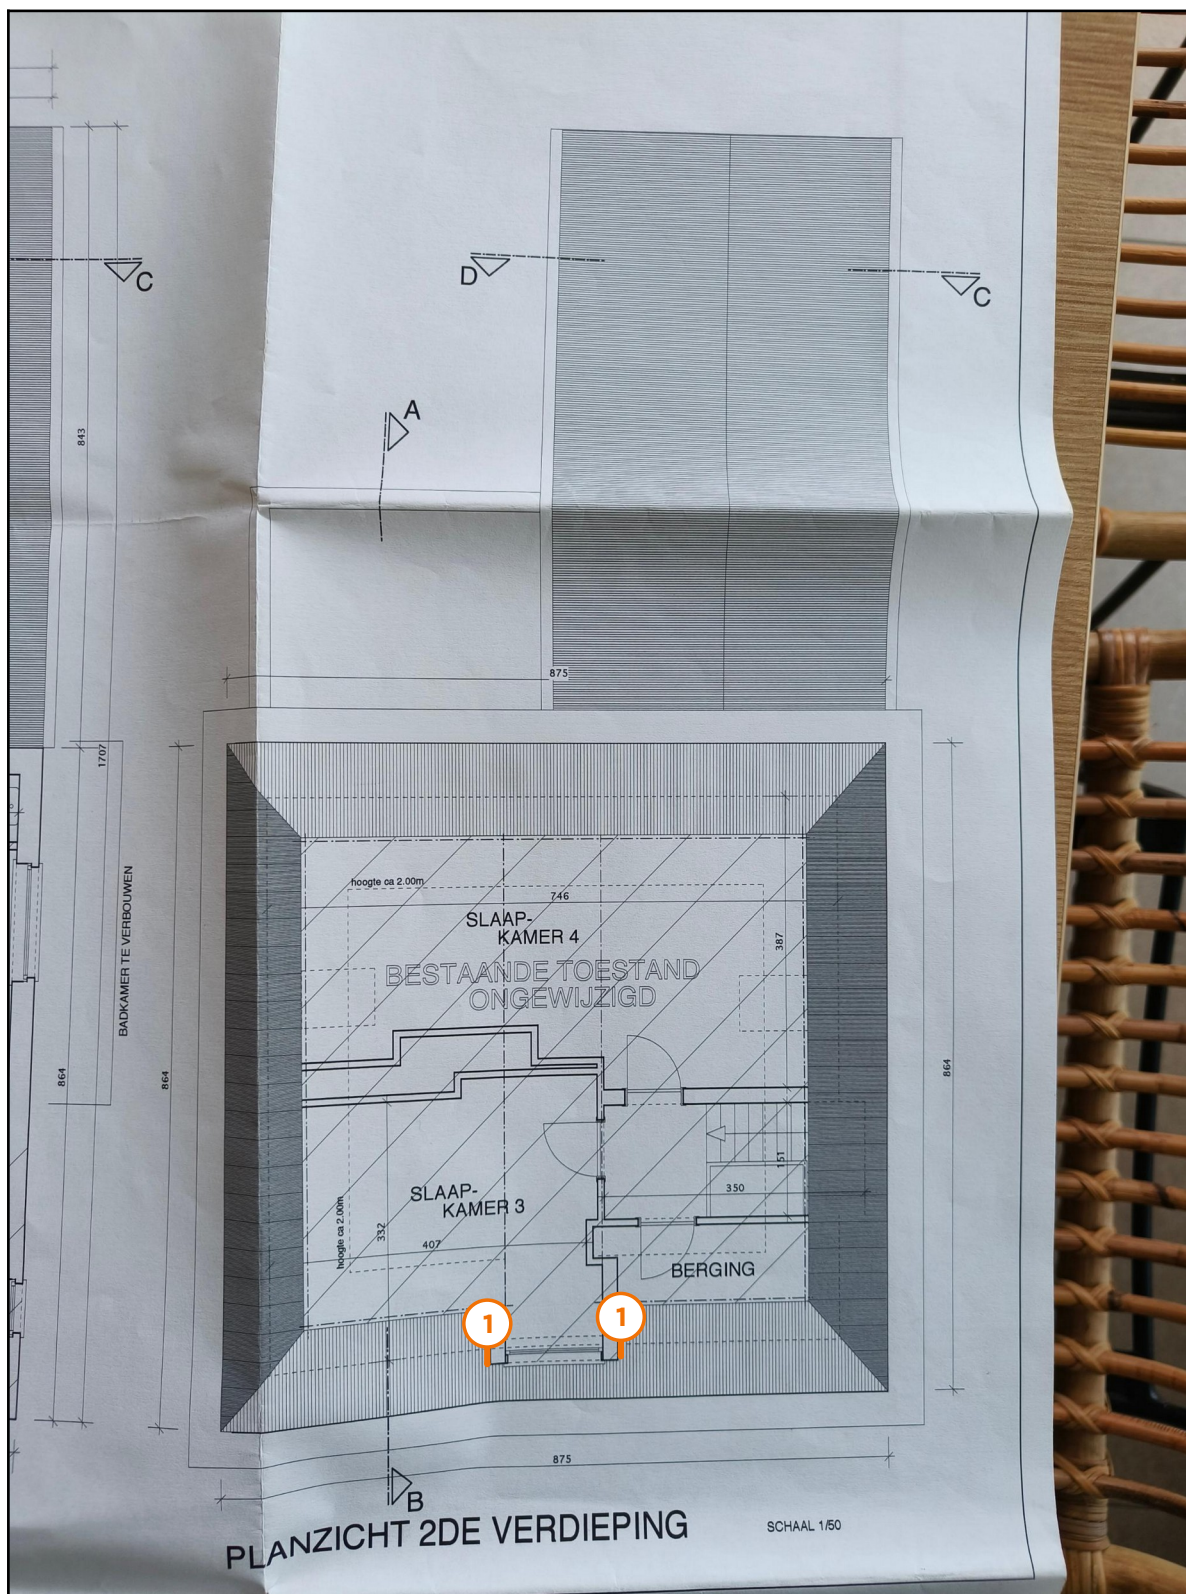 C
D
C
A
843
875
1707
hoogte ca 2.00m
746
SLAAP-
KAMER 4
387
BESTAANDE TOESTAND
ONGEWIJZIGD
BADKAMER TE VERBOUWEN
864
864
864
151
350
SLAAP-
KAMER 3
hoogte ca 2.00m
332
407
BERGING
1
1
875
B
PLANZICHT 2DE VERDIEPING
SCHAAL 1/50